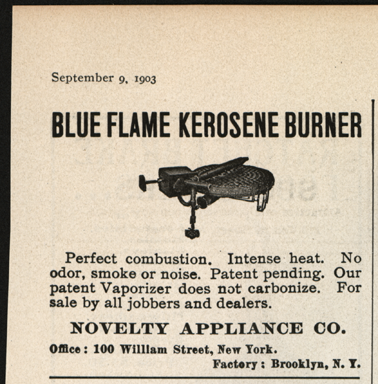 September 9, 1903
BLUE FLAME KEROSENE BURNER
Perfect combustion. Intense heat. No
odor, smoke or noise. Patent pending. Our
patent Vaporizer does not carbonize. For
sale by all jobbers and dealers.
NOVELTY APPLIANCE CO.
Office: 100 William Street, New York.
Factory: Brooklyn, N. Y.